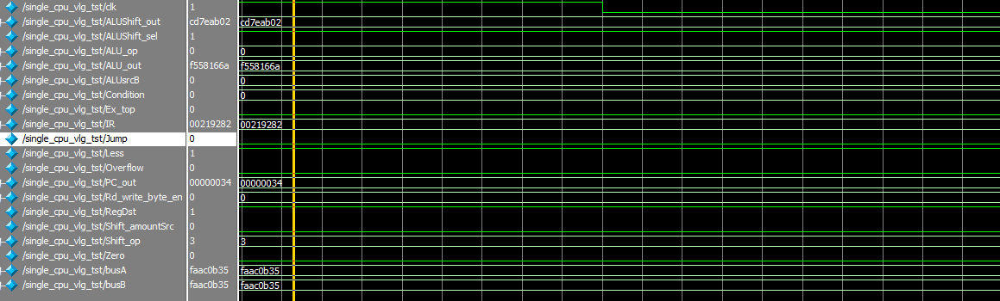 /single_cpu_vlg_tst/clk 1
/single_cpu_vlg_tst/ALUShift_out cd7eab02 cd7eab02
/single_cpu_vlg_tst/ALUShift_sel 1
/single_cpu_vlg_tst/ALU_op 0 0
/single_cpu_vlg_tst/ALU_out f558166a f558166a
/single_cpu_vlg_tst/ALUsrcB 0 0
/single_cpu_vlg_tst/Condition 0 0
/single_cpu_vlg_tst/Ex_top 0
/single_cpu_vlg_tst/IR 00219282 00219282
/single_cpu_vlg_tst/Jump 0
/single_cpu_vlg_tst/Less 1
/single_cpu_vlg_tst/Overflow 0
/single_cpu_vlg_tst/PC_out 00000034 00000034
/single_cpu_vlg_tst/Rd_write_byte_en 0 0
/single_cpu_vlg_tst/RegDst 1
/single_cpu_vlg_tst/Shift_amountSrc 0
/single_cpu_vlg_tst/Shift_op 3 3
/single_cpu_vlg_tst/Zero 0
/single_cpu_vlg_tst/busA faac0b35 faac0b35
/single_cpu_vlg_tst/busB faac0b35 faac0b35